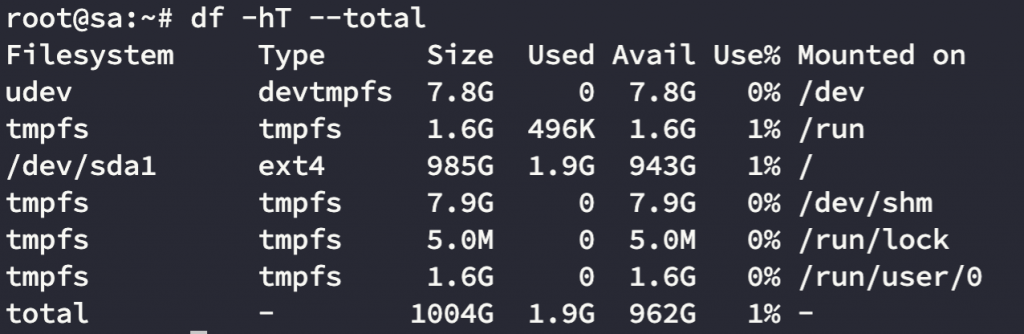 root@sa:~# df -hT --total
Filesystem     Type      Size  Used Avail Use% Mounted on
udev           devtmpfs  7.8G     0  7.8G   0% /dev
tmpfs          tmpfs     1.6G  496K  1.6G   1% /run
/dev/sda1      ext4      985G  1.9G  943G   1% /
tmpfs          tmpfs     7.9G     0  7.9G   0% /dev/shm
tmpfs          tmpfs     5.0M     0  5.0M   0% /run/lock
tmpfs          tmpfs     1.6G     0  1.6G   0% /run/user/0
total          -        1004G  1.9G  962G   1% -